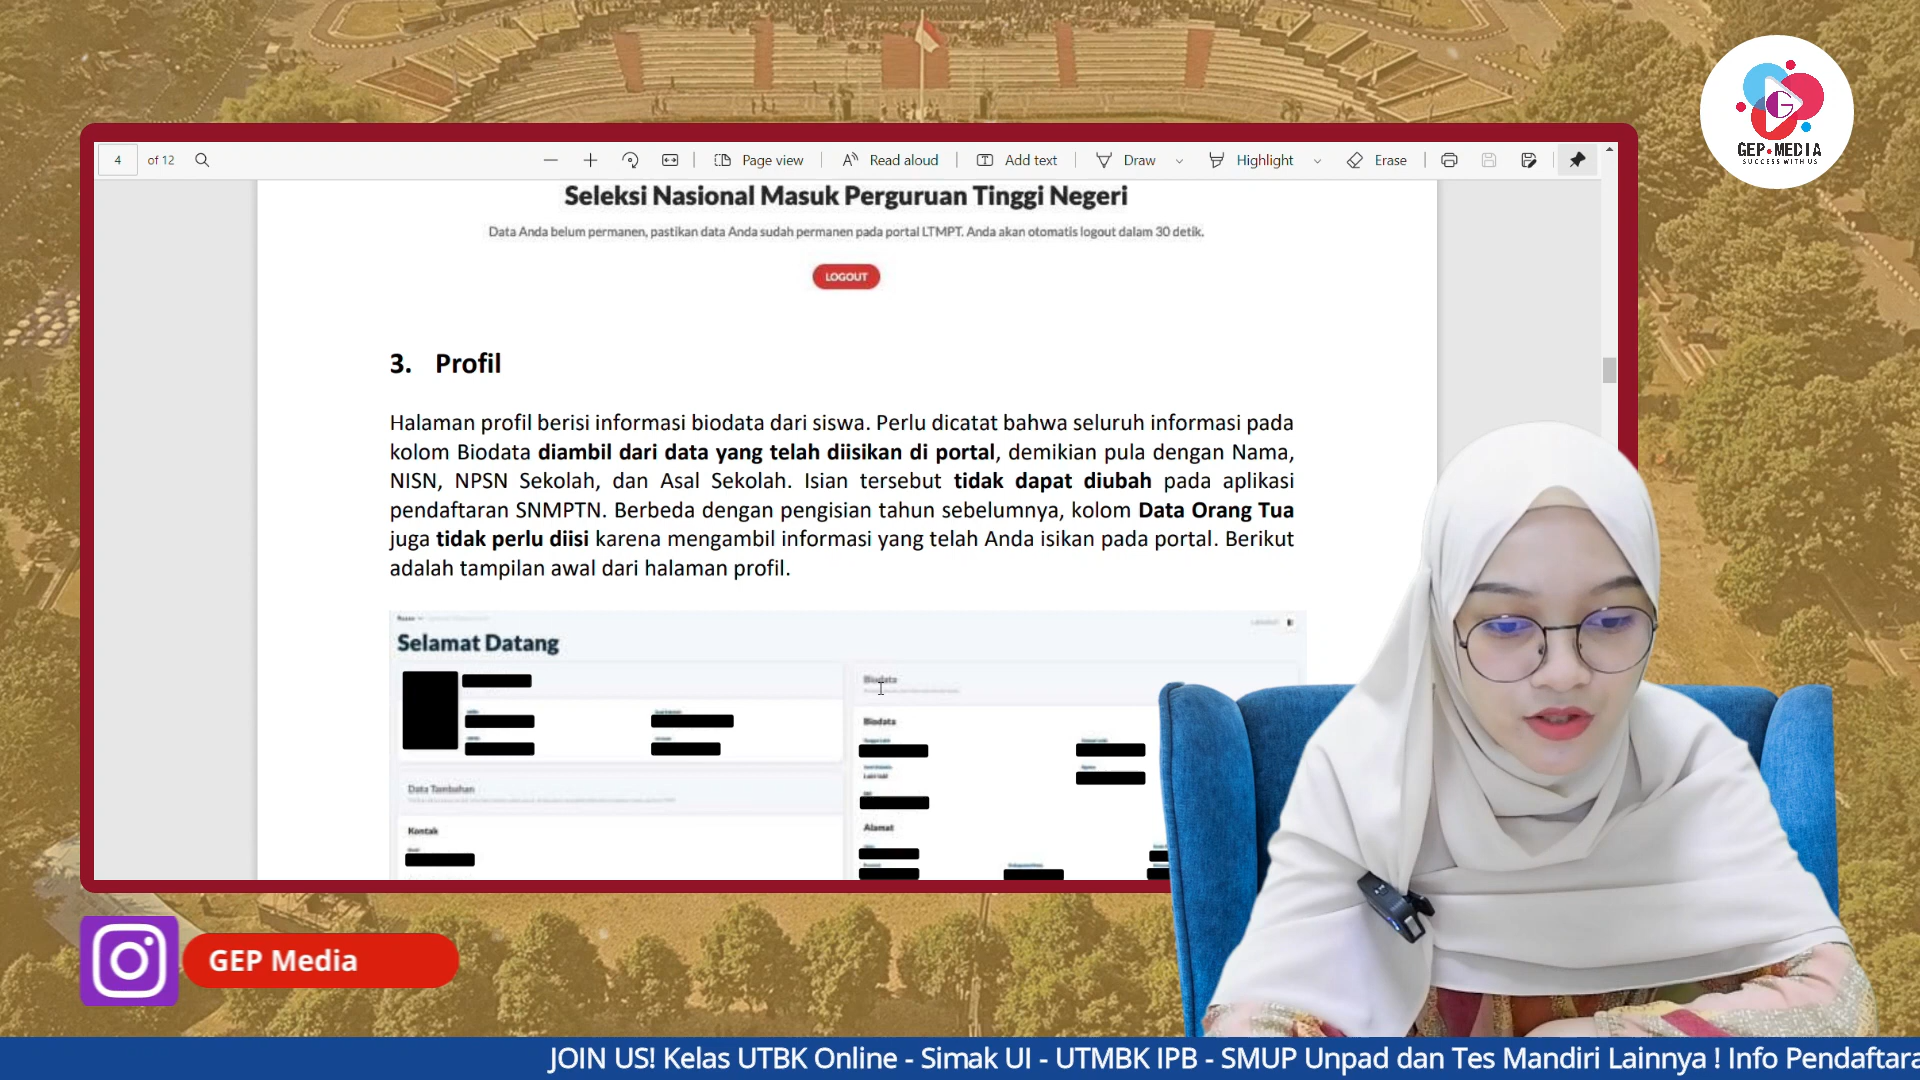 4 of 12
Page view
Read aloud
Add text
Draw
Highlight
Erase
GEP MEDIA
SUCCESS WITH US
Seleksi Nasional Masuk Perguruan Tinggi Negeri
Data Anda belum permanen, pastikan data Anda sudah permanen pada portal LTMPT. Anda akan otomatis logout dalam 30 detik.
LOGOUT
3. Profil
Halaman profil berisi informasi biodata dari siswa. Perlu dicatat bahwa seluruh informasi pada
kolom Biodata diambil dari data yang telah diisikan di portal, demikian pula dengan Nama,
NISN, NPSN Sekolah, dan Asal Sekolah. Isian tersebut tidak dapat diubah pada aplikasi
pendaftaran SNMPTN. Berbeda dengan pengisian tahun sebelumnya, kolom Data Orang Tua
juga tidak perlu diisi karena mengambil informasi yang telah Anda isikan pada portal. Berikut
adalah tampilan awal dari halaman profil.
Selamat Datang
Biodata
Biodata
Data Tambahan
Kontak
Alamat
GEP Media
JOIN US! Kelas UTBK Online - Simak UI - UTMBK IPB - SMUP Unpad dan Tes Mandiri Lainnya ! Info Pendaftara